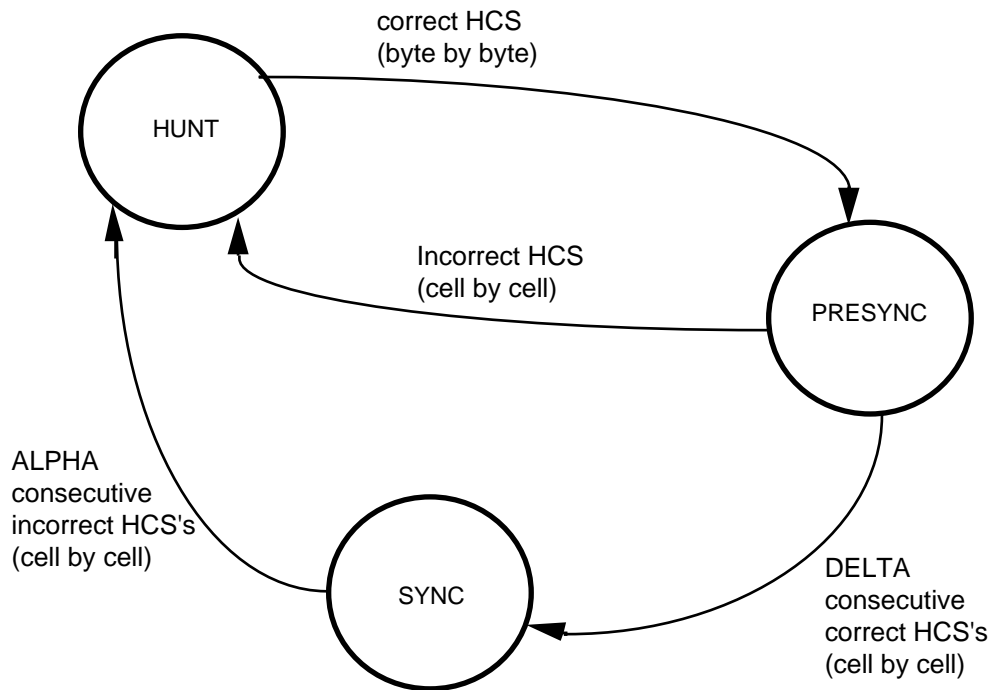 correct HCS
(byte by byte)
HUNT
Incorrect HCS
(cell by cell)
PRESYNC
ALPHA
consecutive
incorrect HCS's
(cell by cell)
SYNC
DELTA
consecutive
correct HCS's
(cell by cell)